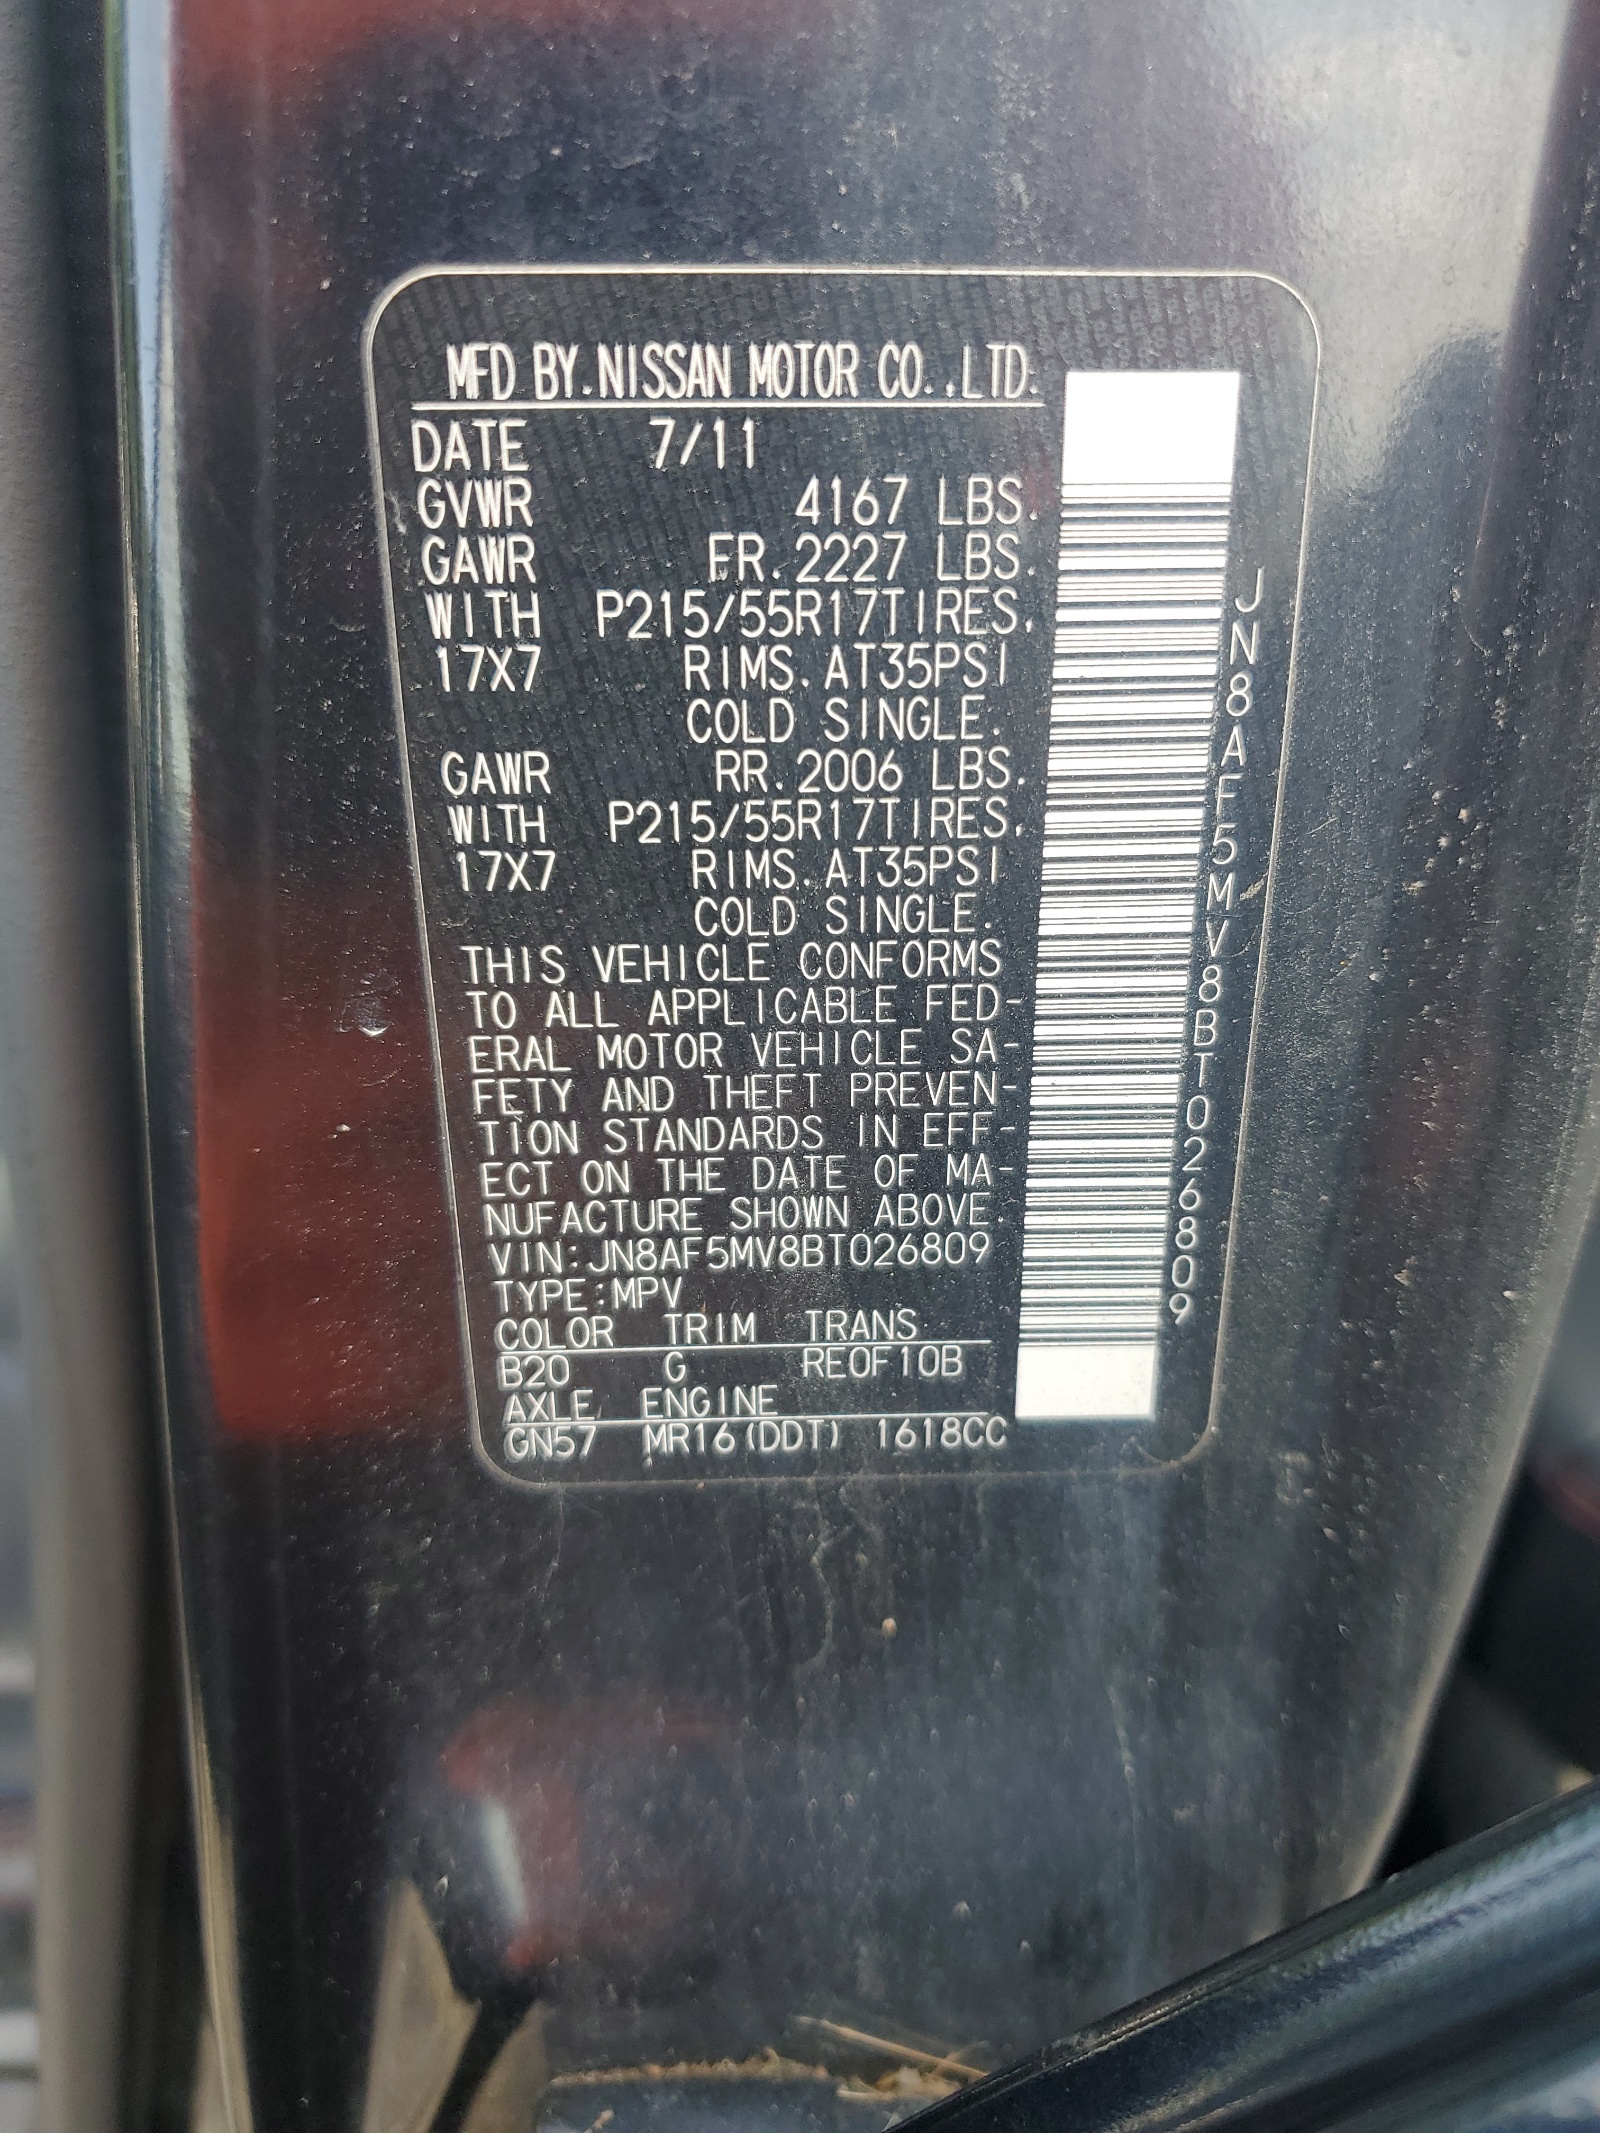 MFD BY.NISSAN MOTOR CO.,LTD.
DATE 7/11
GVWR 4167 LBS.
GAWR FR.2227 LBS.
WITH P215/55R17TIRES.
17X7 RIMS.AT35PSI
COLD SINGLE.
GAWR RR.2006 LBS.
WITH P215/55R17TIRES.
17X7 RIMS.AT35PSI
COLD SINGLE.
THIS VEHICLE CONFORMS
TO ALL APPLICABLE FED-
ERAL MOTOR VEHICLE SA-
FETY AND THEFT PREVEN-
TION STANDARDS IN EFF-
ECT ON THE DATE OF MA-
NUFACTURE SHOWN ABOVE.
VIN:JN8AF5MV8BT026809
TYPE:MPV
COLOR TRIM TRANS
B20 G RE0F10B
AXLE ENGINE
GN57 MR16(DDT) 1618CC
JN8AF5MV8BT026809